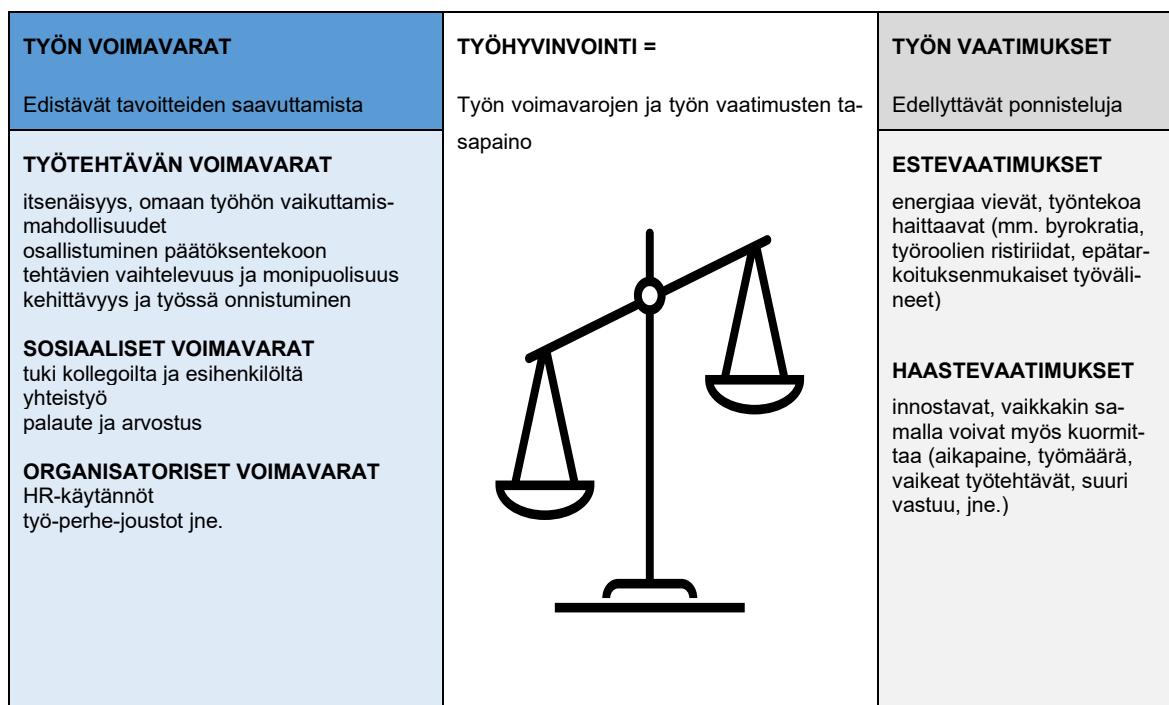 TYÖN VOIMAVARAT
Edistävät tavoitteiden saavuttamista
TYÖHYVINVOINTI =
Työn voimavarojen ja työn vaatimusten ta-
sapaino
TYÖN VAATIMUKSET
Edellyttävät ponnisteluja
TYÖTEHTÄVÄN VOIMAVARAT
itsenäisyys, omaan työhön vaikuttamis-
mahdollisuudet
osallistuminen päätöksentekoon
tehtävien vaihtelevuus ja monipuolisuus
kehittävyys ja työssä onnistuminen
SOSIAALISET VOIMAVARAT
tuki kollegoilta ja esihenkilöltä
yhteistyö
palaute ja arvostus
ORGANISATORISET VOIMAVARAT
HR-käytännöt
työ-perhe-joustot jne.
ESTEVAATIMUKSET
energiaa vievät, työntekoa
haittaavat (mm. byrokratia,
työroolien ristiriidat, epätar-
koituksenmukaiset työväli-
neet)
HAASTEVAATIMUKSET
innostavat, vaikkakin sa-
malla voivat myös kuormit-
taa (aikapaine, työmäärä,
vaikeat työtehtävät, suuri
vastuu, jne.)